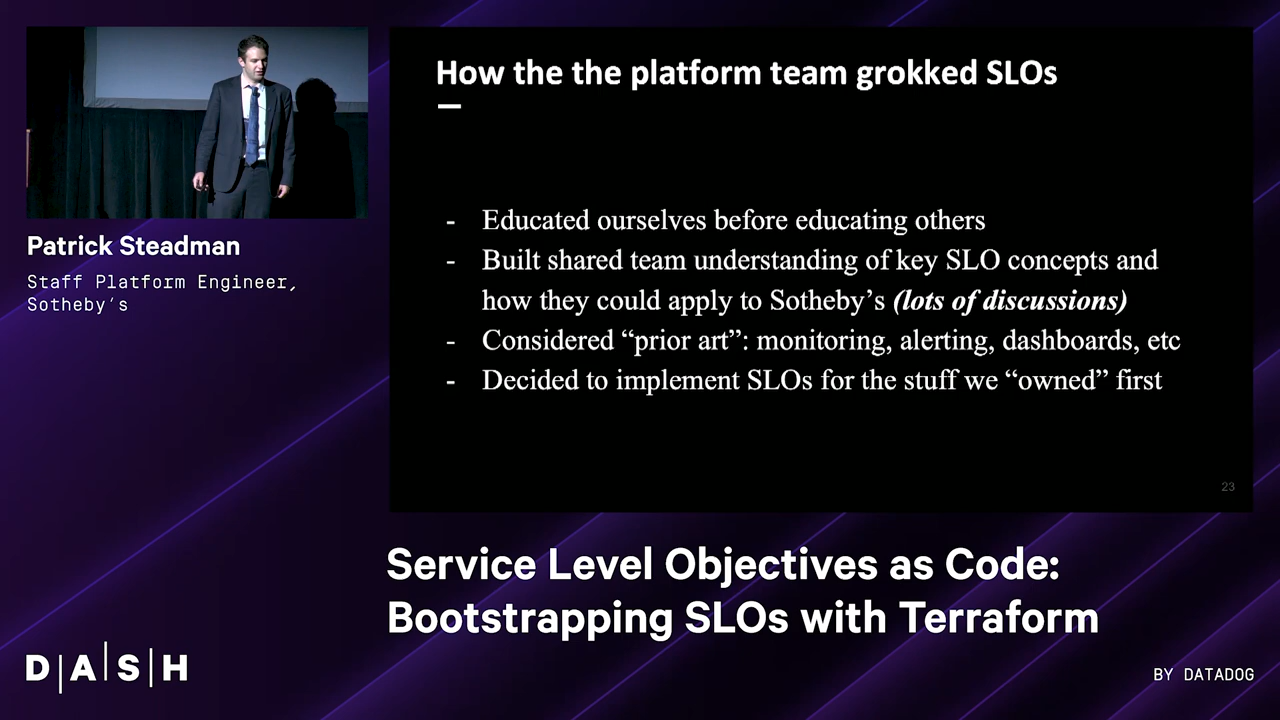 Patrick Steadman
Staff Platform Engineer,
Sotheby's
How the the platform team grokked SLOs
- Educated ourselves before educating others
- Built shared team understanding of key SLO concepts and
how they could apply to Sotheby’s (lots of discussions)
- Considered “prior art”: monitoring, alerting, dashboards, etc
- Decided to implement SLOs for the stuff we “owned” first
23
Service Level Objectives as Code:
Bootstrapping SLOs with Terraform
D|A|S|H
BY DATADOG